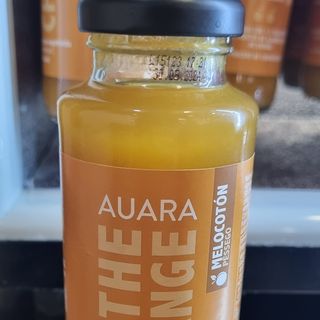 AUARA
THE
NGE
MELOCOTÓN
PESSEGO